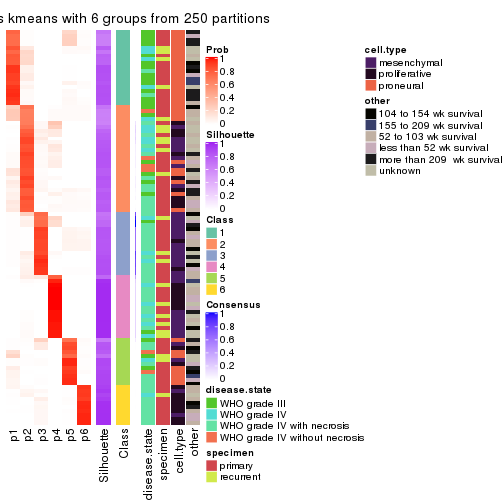 s kmeans with 6 groups from 250 partitions
Prob
1
0.8
0.6
0.4
0.2
0
Silhouette
1
0.8
0.6
0.4
0.2
0
Class
1
2
3
4
5
6
Consensus
1
0.8
0.6
0.4
0.2
0
disease.state
WHO grade III
WHO grade IV
WHO grade IV with necrosis
WHO grade IV without necrosis
specimen
primary
recurrent
cell.type
mesenchymal
proliferative
proneural
other
104 to 154 wk survival
155 to 209 wk survival
52 to 103 wk survival
less than 52 wk survival
more than 209  wk survival
unknown
p1
p2
p3
p4
p5
p6
Silhouette
Class
disease.state
specimen
cell.type
other